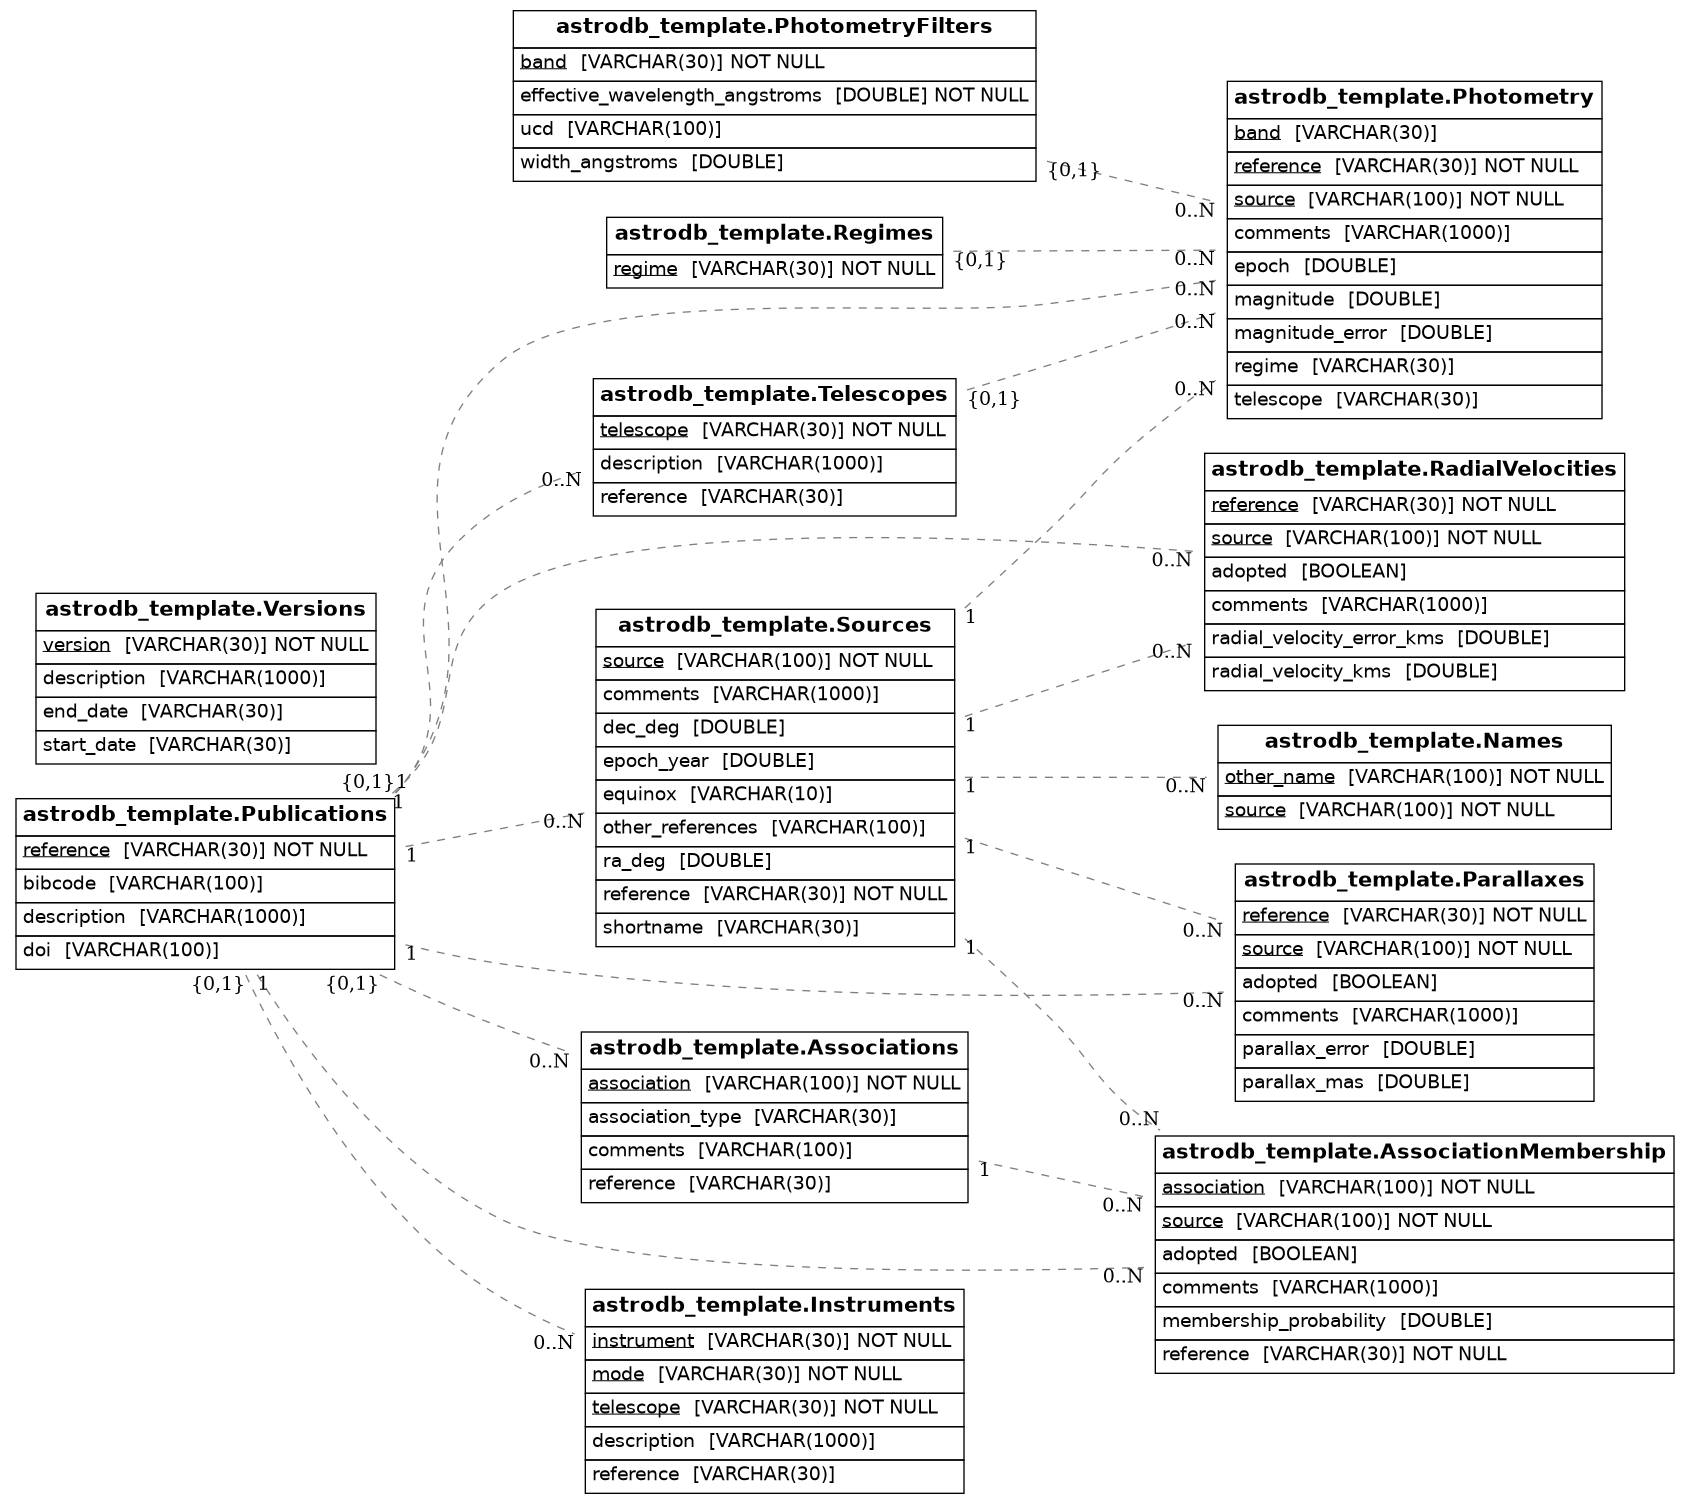 astrodb_template.PhotometryFilters
band [VARCHAR(30)] NOT NULL
effective_wavelength_angstroms [DOUBLE] NOT NULL
ucd [VARCHAR(100)]
width_angstroms [DOUBLE]
{0,1}
0..N
astrodb_template.Photometry
band [VARCHAR(30)]
reference [VARCHAR(30)] NOT NULL
source [VARCHAR(100)] NOT NULL
comments [VARCHAR(1000)]
epoch [DOUBLE]
magnitude [DOUBLE]
magnitude_error [DOUBLE]
regime [VARCHAR(30)]
telescope [VARCHAR(30)]
astrodb_template.Regimes
regime [VARCHAR(30)] NOT NULL
{0,1}
0..N
0..N
0..N
0..N
astrodb_template.Telescopes
telescope [VARCHAR(30)] NOT NULL
description [VARCHAR(1000)]
reference [VARCHAR(30)]
{0,1}
0..N
astrodb_template.RadialVelocities
reference [VARCHAR(30)] NOT NULL
source [VARCHAR(100)] NOT NULL
adopted [BOOLEAN]
comments [VARCHAR(1000)]
radial_velocity_error_kms [DOUBLE]
radial_velocity_kms [DOUBLE]
0..N
0..N
astrodb_template.Versions
version [VARCHAR(30)] NOT NULL
description [VARCHAR(1000)]
end_date [VARCHAR(30)]
start_date [VARCHAR(30)]
astrodb_template.Sources
source [VARCHAR(100)] NOT NULL
comments [VARCHAR(1000)]
dec_deg [DOUBLE]
epoch_year [DOUBLE]
equinox [VARCHAR(10)]
other_references [VARCHAR(100)]
ra_deg [DOUBLE]
reference [VARCHAR(30)] NOT NULL
shortname [VARCHAR(30)]
1
1
1
1
1
astrodb_template.Names
other_name [VARCHAR(100)] NOT NULL
source [VARCHAR(100)] NOT NULL
0..N
{0,1}
1
1
astrodb_template.Publications
reference [VARCHAR(30)] NOT NULL
bibcode [VARCHAR(100)]
description [VARCHAR(1000)]
doi [VARCHAR(100)]
1
0..N
1
{0,1}
1
{0,1}
astrodb_template.Parallaxes
reference [VARCHAR(30)] NOT NULL
source [VARCHAR(100)] NOT NULL
adopted [BOOLEAN]
comments [VARCHAR(1000)]
parallax_error [DOUBLE]
parallax_mas [DOUBLE]
0..N
0..N
astrodb_template.Associations
association [VARCHAR(100)] NOT NULL
association_type [VARCHAR(30)]
comments [VARCHAR(100)]
reference [VARCHAR(30)]
0..N
1
astrodb_template.AssociationMembership
association [VARCHAR(100)] NOT NULL
source [VARCHAR(100)] NOT NULL
adopted [BOOLEAN]
comments [VARCHAR(1000)]
membership_probability [DOUBLE]
reference [VARCHAR(30)] NOT NULL
0..N
0..N
0..N
astrodb_template.Instruments
instrument [VARCHAR(30)] NOT NULL
mode [VARCHAR(30)] NOT NULL
telescope [VARCHAR(30)] NOT NULL
description [VARCHAR(1000)]
reference [VARCHAR(30)]
0..N